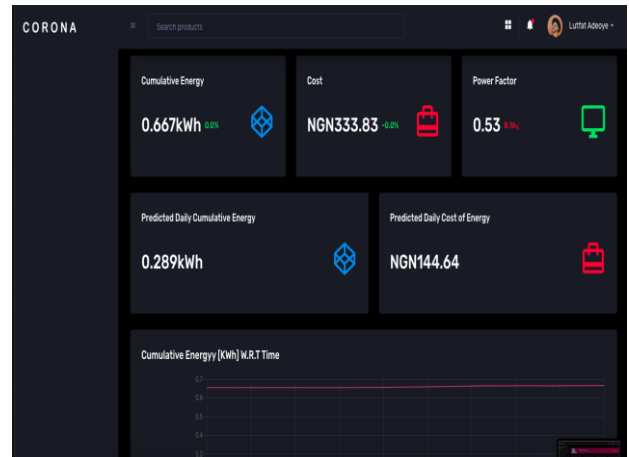 CORONA
Search products
Lutfat Adeoye
Cumulative Energy
0.667kWh 0.0%
Cost
NGN333.83 -0.0%
Power Factor
0.53
Predicted Daily Cumulative Energy
0.289kWh
Predicted Daily Cost of Energy
NGN144.64
Cumulative Energyy [KWh] W.R.T Time
0.7
0.6
0.5
0.4
0.3